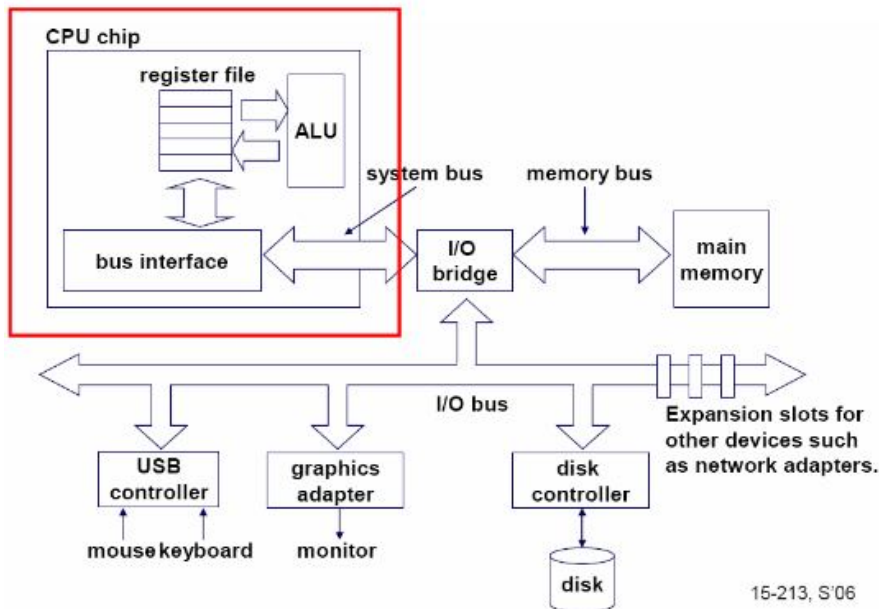 CPU chip
register file
ALU
system bus
memory bus
bus interface
I/O
bridge
main
memory
I/O bus
Expansion slots for
other devices such
as network adapters.
USB
controller
graphics
adapter
disk
controller
mouse keyboard
monitor
disk
15-213, S'06